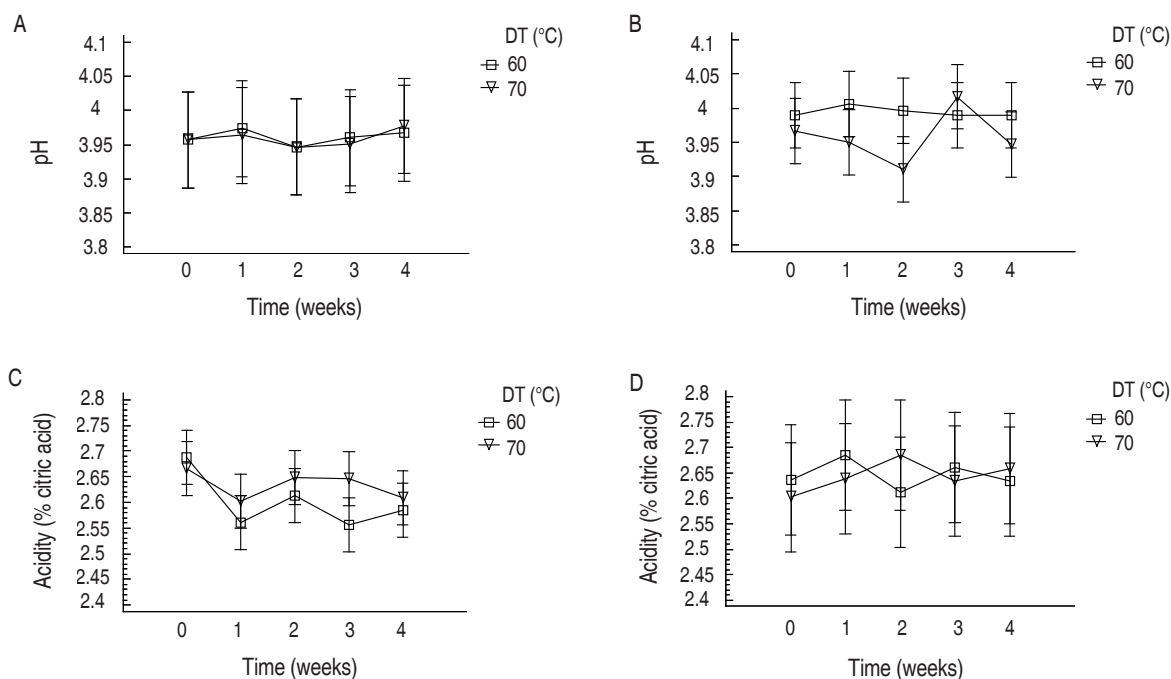 A
DT (°C)
60
70
pH
4.1
4.05
4
3.95
3.9
3.85
3.8
0 1 2 3 4
Time (weeks)
B
DT (°C)
60
70
pH
4.1
4.05
4
3.95
3.9
3.85
3.8
0 1 2 3 4
Time (weeks)
C
DT (°C)
60
70
Acidity (% citric acid)
2.8
2.75
2.7
2.65
2.6
2.55
2.5
2.45
2.4
0 1 2 3 4
Time (weeks)
D
DT (°C)
60
70
Acidity (% citric acid)
2.8
2.75
2.7
2.65
2.6
2.55
2.5
2.45
2.4
0 1 2 3 4
Time (weeks)